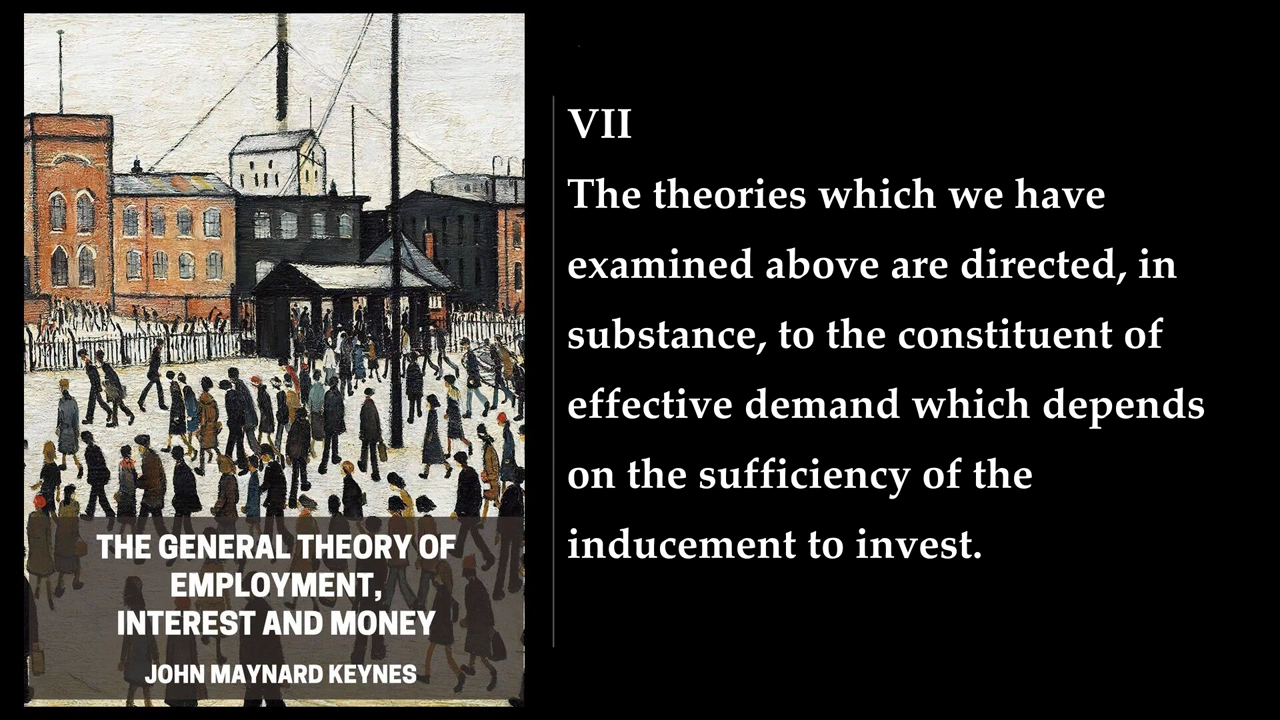 THE GENERAL THEORY OF
EMPLOYMENT,
INTEREST AND MONEY
JOHN MAYNARD KEYNES
VII
The theories which we have
examined above are directed, in
substance, to the constituent of
effective demand which depends
on the sufficiency of the
inducement to invest.